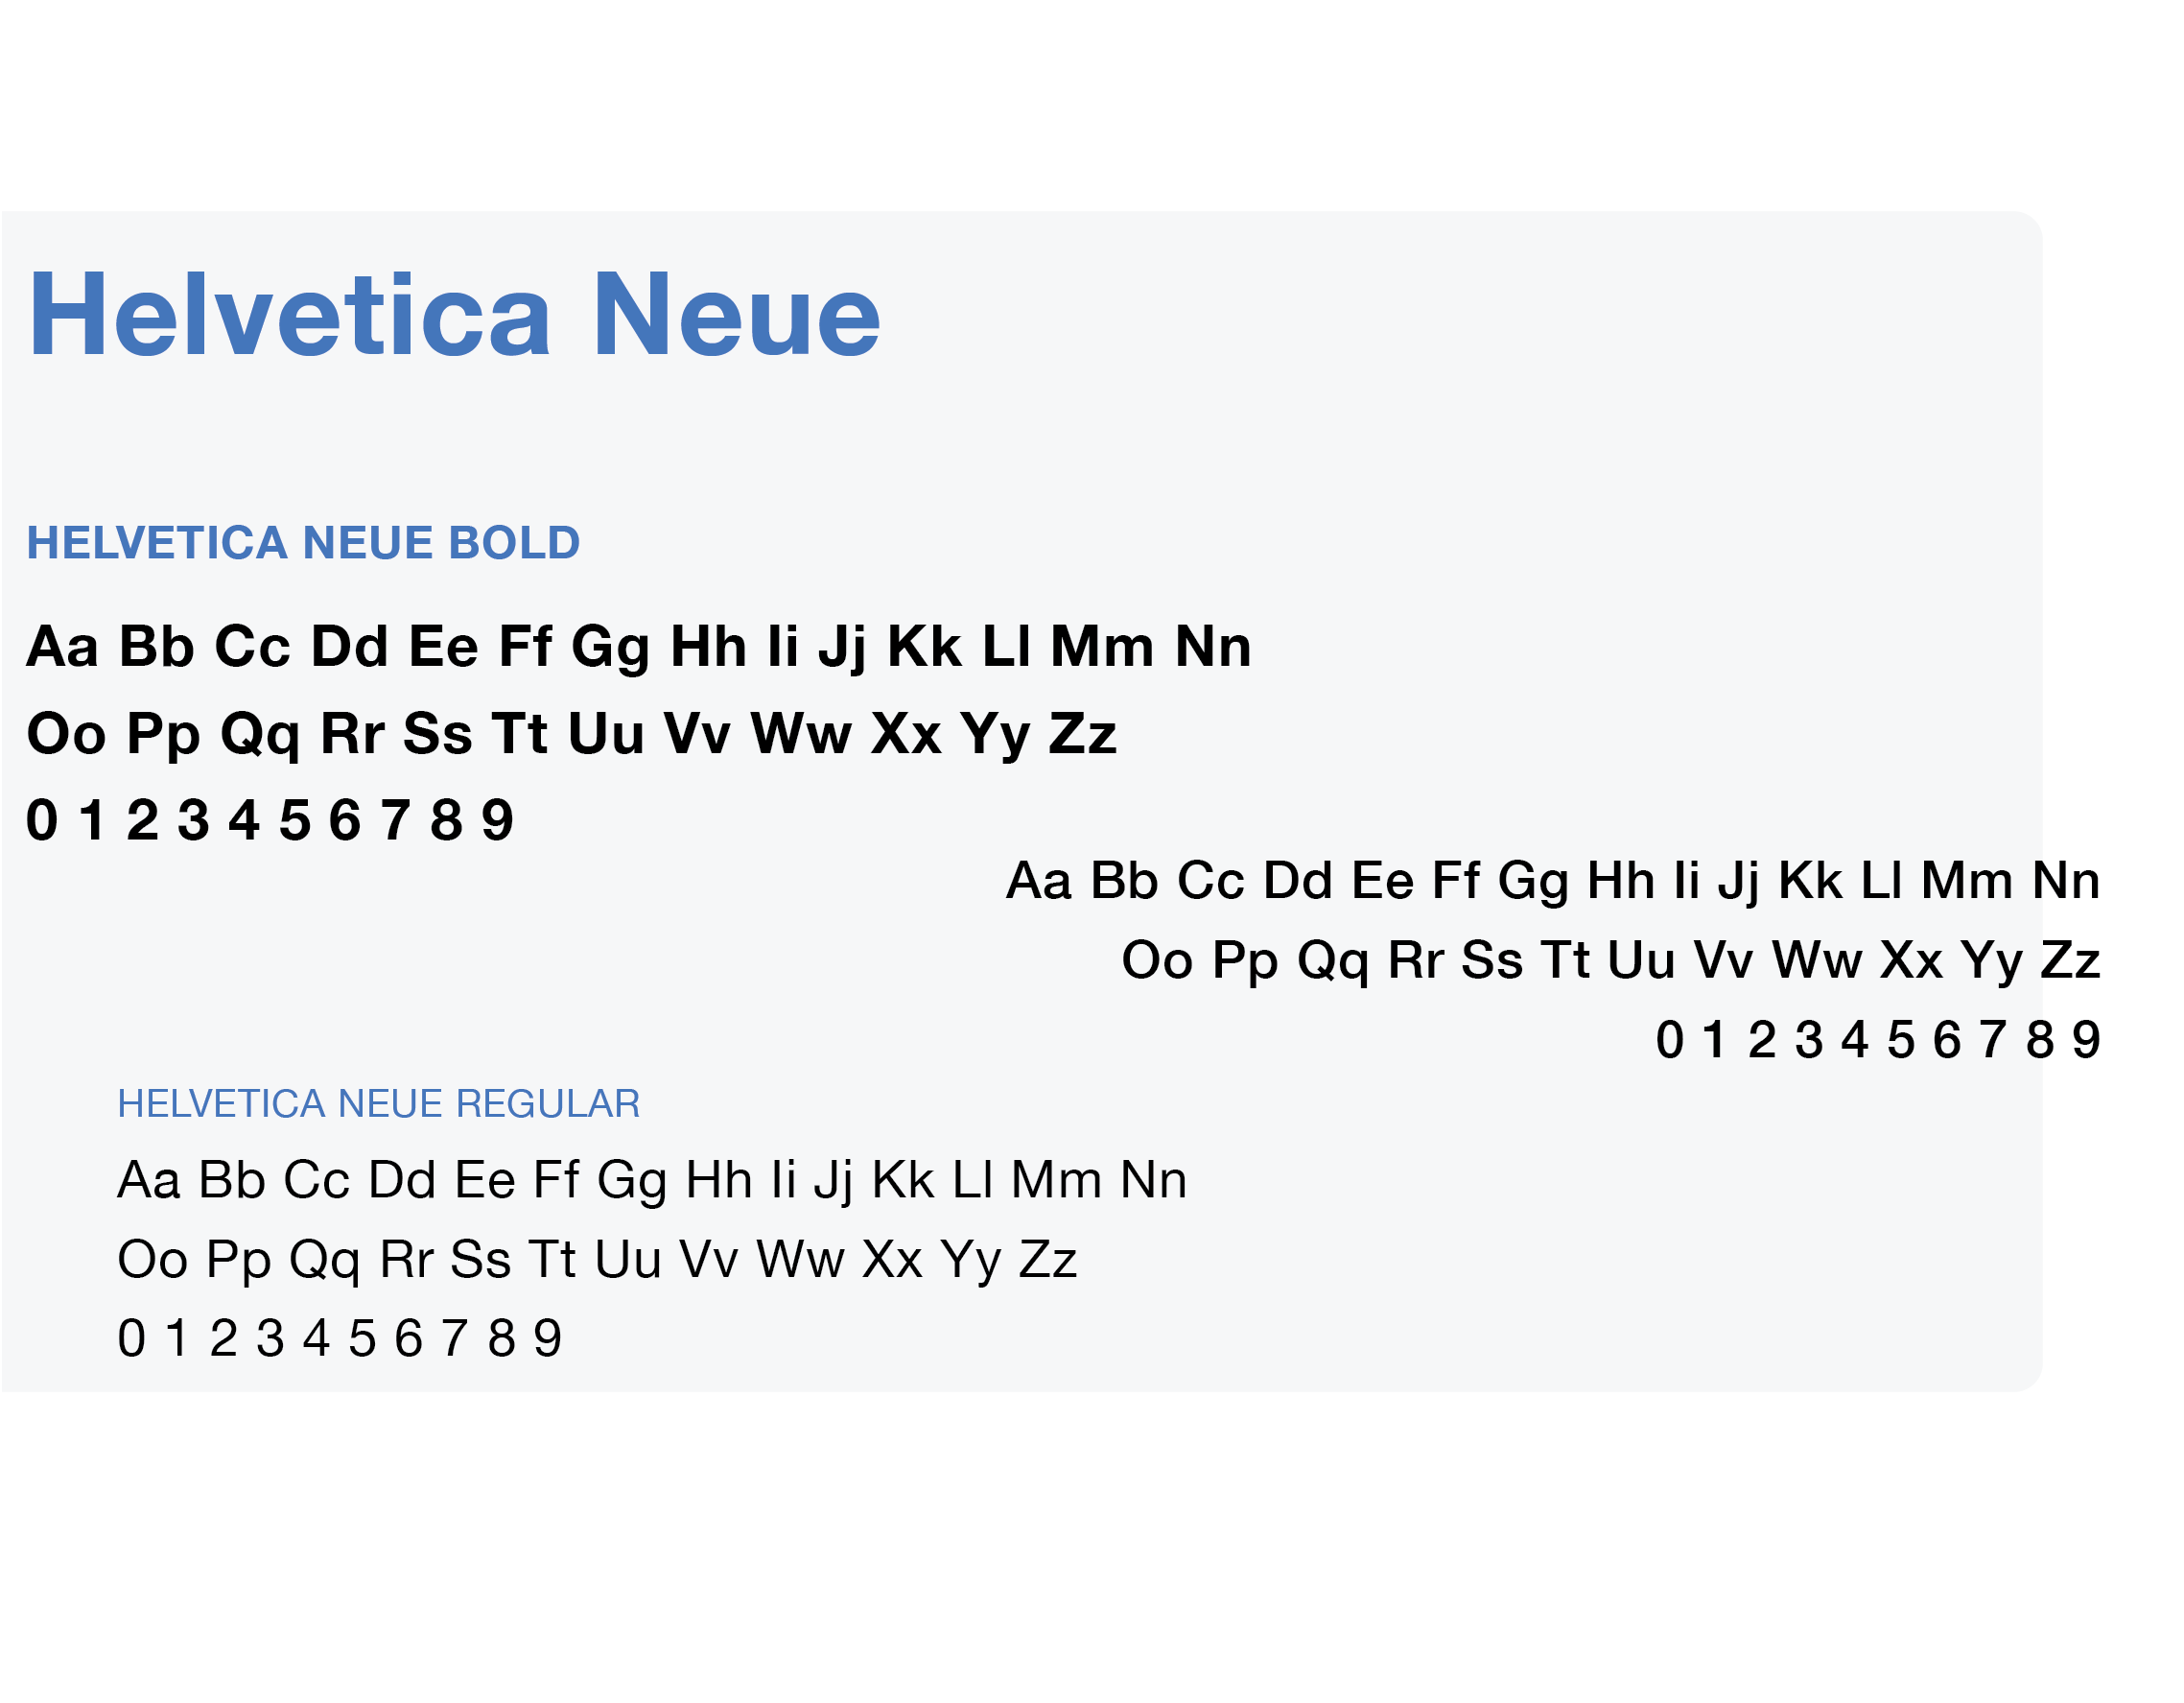 Helvetica Neue
HELVETICA NEUE BOLD
Aa Bb Cc Dd Ee Ff Gg Hh Ii Jj Kk Ll Mm Nn
Oo Pp Qq Rr Ss Tt Uu Vv Ww Xx Yy Zz
0 1 2 3 4 5 6 7 8 9
Aa Bb Cc Dd Ee Ff Gg Hh Ii Jj Kk Ll Mm Nn
Oo Pp Qq Rr Ss Tt Uu Vv Ww Xx Yy Zz
0 1 2 3 4 5 6 7 8 9
HELVETICA NEUE REGULAR
Aa Bb Cc Dd Ee Ff Gg Hh Ii Jj Kk Ll Mm Nn
Oo Pp Qq Rr Ss Tt Uu Vv Ww Xx Yy Zz
0 1 2 3 4 5 6 7 8 9